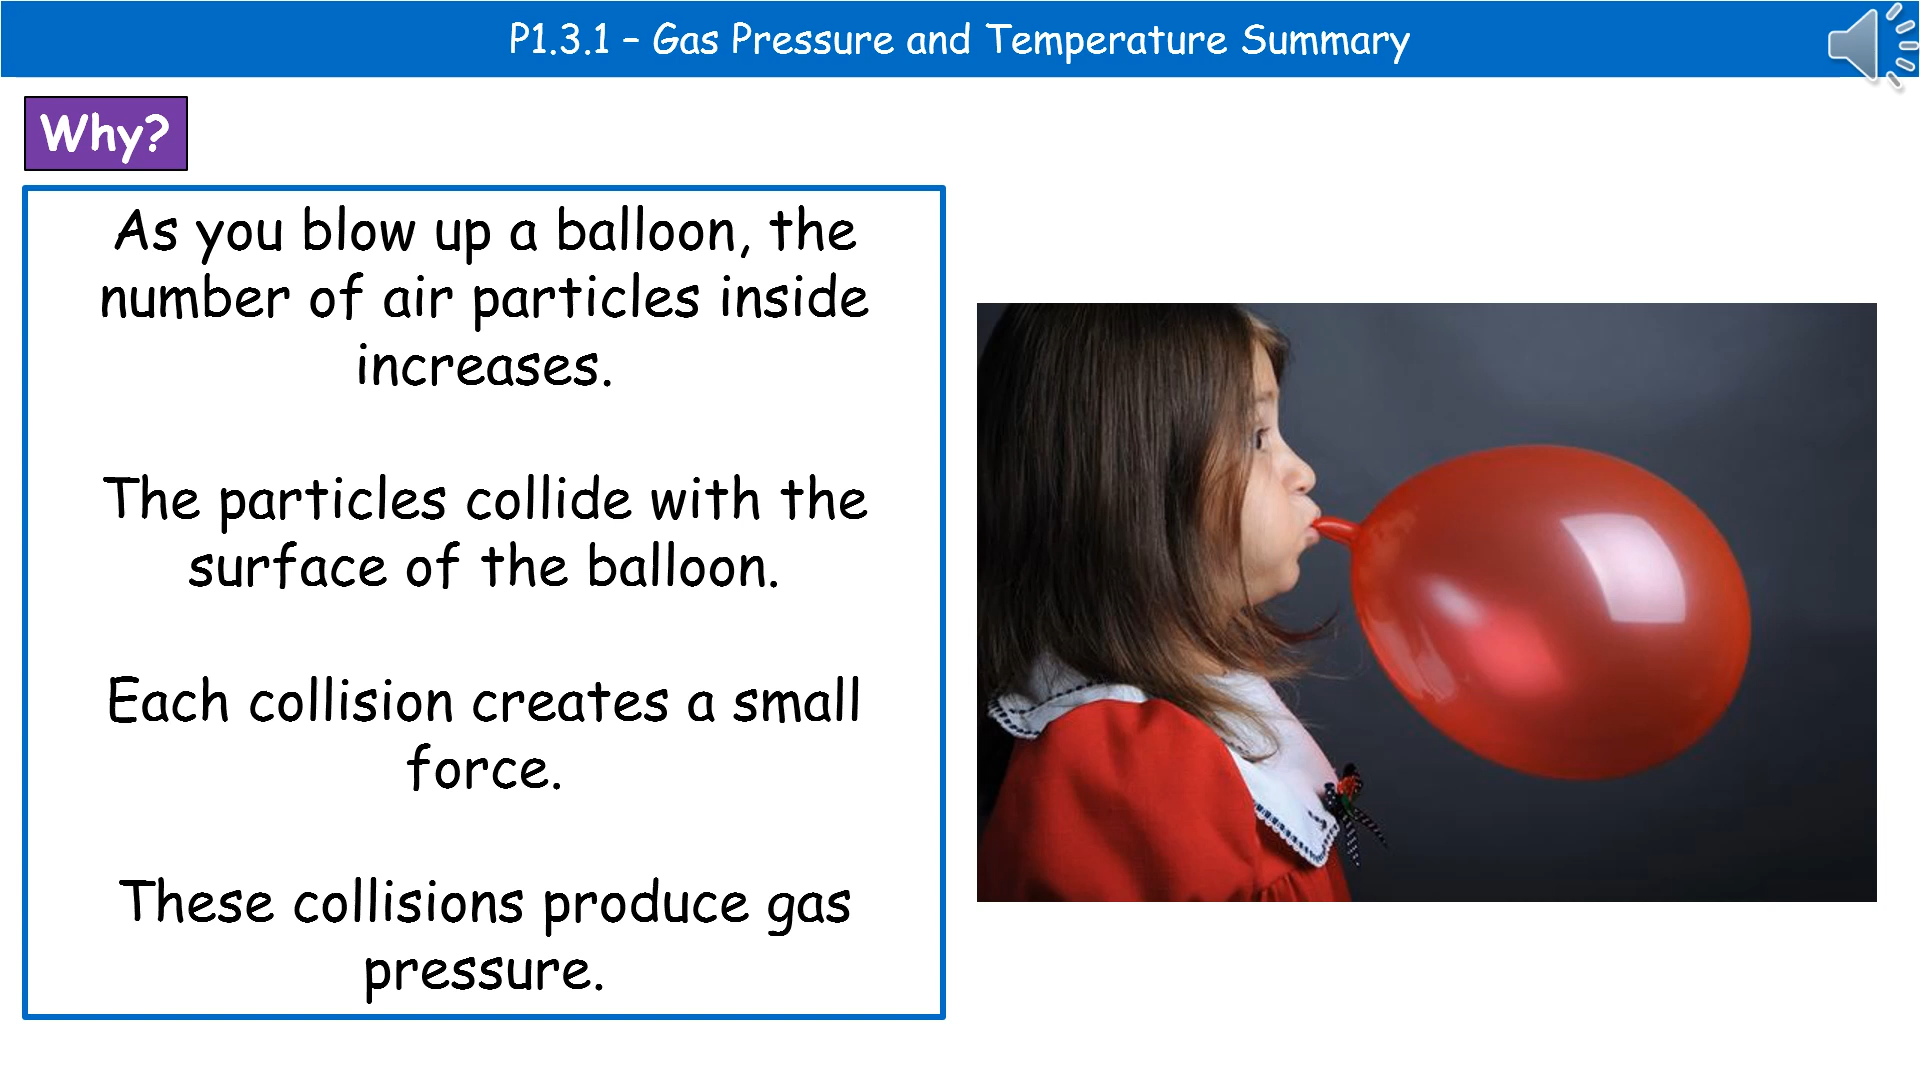 P1.3.1 – Gas Pressure and Temperature Summary
Why?
As you blow up a balloon, the
number of air particles inside
increases.
The particles collide with the
surface of the balloon.
Each collision creates a small
force.
These collisions produce gas
pressure.